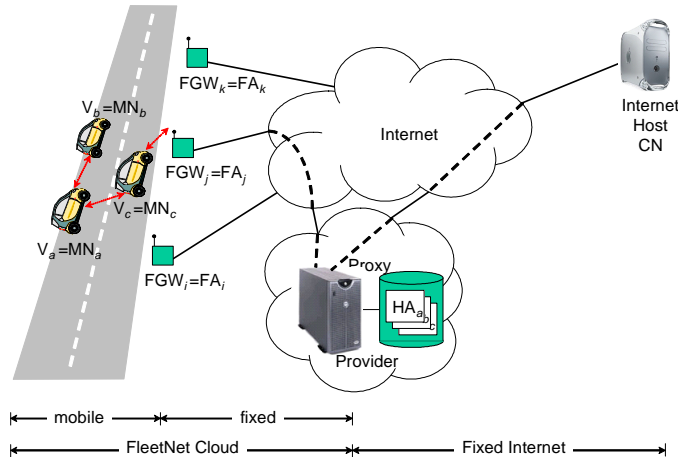 FGWk=FAk
Vb=MNb
Internet
Internet
Host
CN
FGWj=FAj
Vc=MNc
Va=MNa
FGWi=FAi
Proxy
HAa
b
c
Provider
mobile
fixed
FleetNet Cloud
Fixed Internet